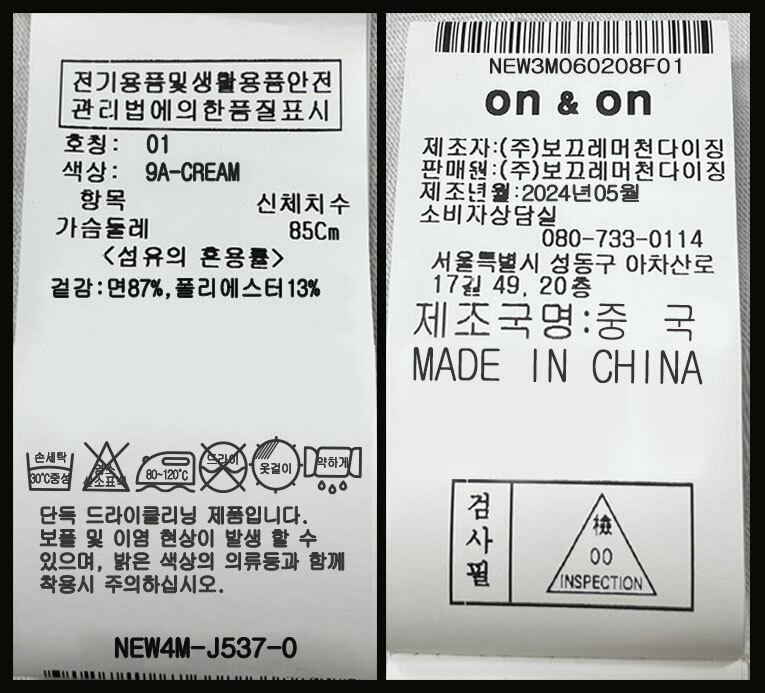 전기용품및생활용품안전
관리법에의한품질표시
호칭: 01
색상: 9A-CREAM
항목 신체치수
가슴둘레 85Cm
<섬유의 혼용률>
겉감:면87%,폴리에스터13%
손세탁
30℃중성
80~120℃
드라이
옷걸이
약하게
단독 드라이클리닝 제품입니다.
보풀 및 이염 현상이 발생 할 수
있으며, 밝은 색상의 의류등과 함께
착용시 주의하십시오.
NEW4M-J537-0
NEW3M060208F01
on & on
제조자:(주)보끄레머천다이징
판매원:(주)보끄레머천다이징
제조년월:2024년05월
소비자상담실
080-733-0114
서울특별시 성동구 아차산로
17길 49, 20층
제조국명:중 국
MADE IN CHINA
검사필
檢
00
INSPECTION